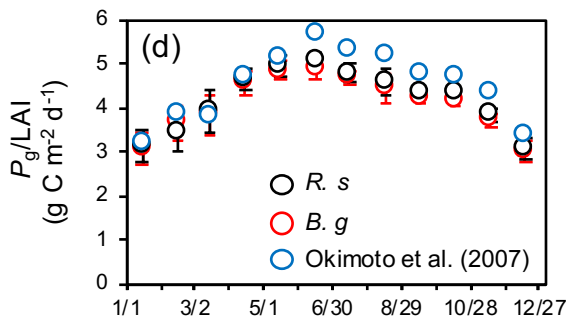 (d)
P_g/LAI
(g C m-2 d-1)
6
5
4
3
2
1
0
R. s
B. g
Okimoto et al. (2007)
1/1 3/2 5/1 6/30 8/29 10/28 12/27